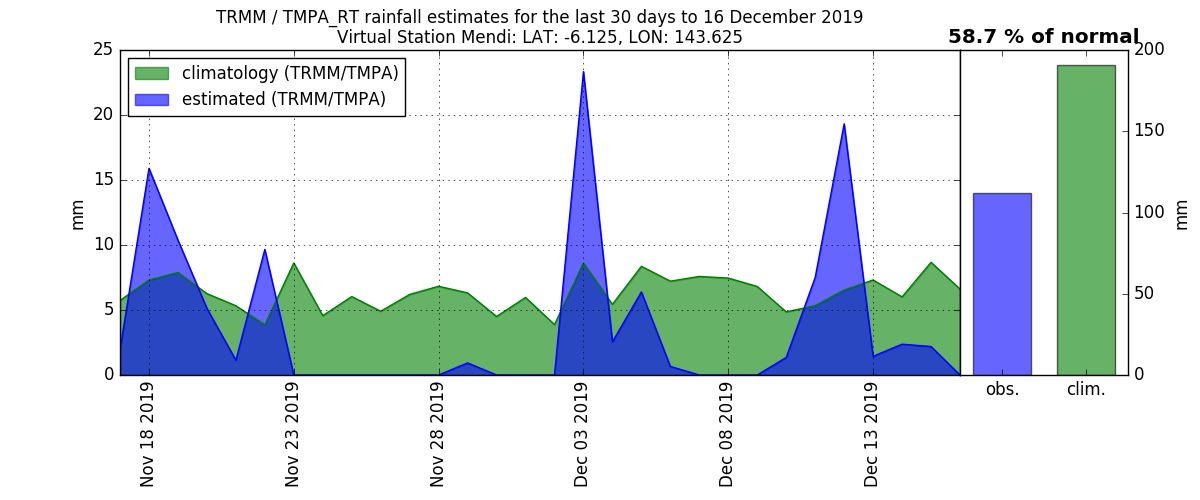 TRMM / TMPA_RT rainfall estimates for the last 30 days to 16 December 2019
Virtual Station Mendi: LAT: -6.125, LON: 143.625
58.7 % of normal
climatology (TRMM/TMPA)
estimated (TRMM/TMPA)
25
20
15
10
5
0
mm
Nov 18 2019
Nov 23 2019
Nov 28 2019
Dec 03 2019
Dec 08 2019
Dec 13 2019
200
150
100
50
0
mm
obs.
clim.